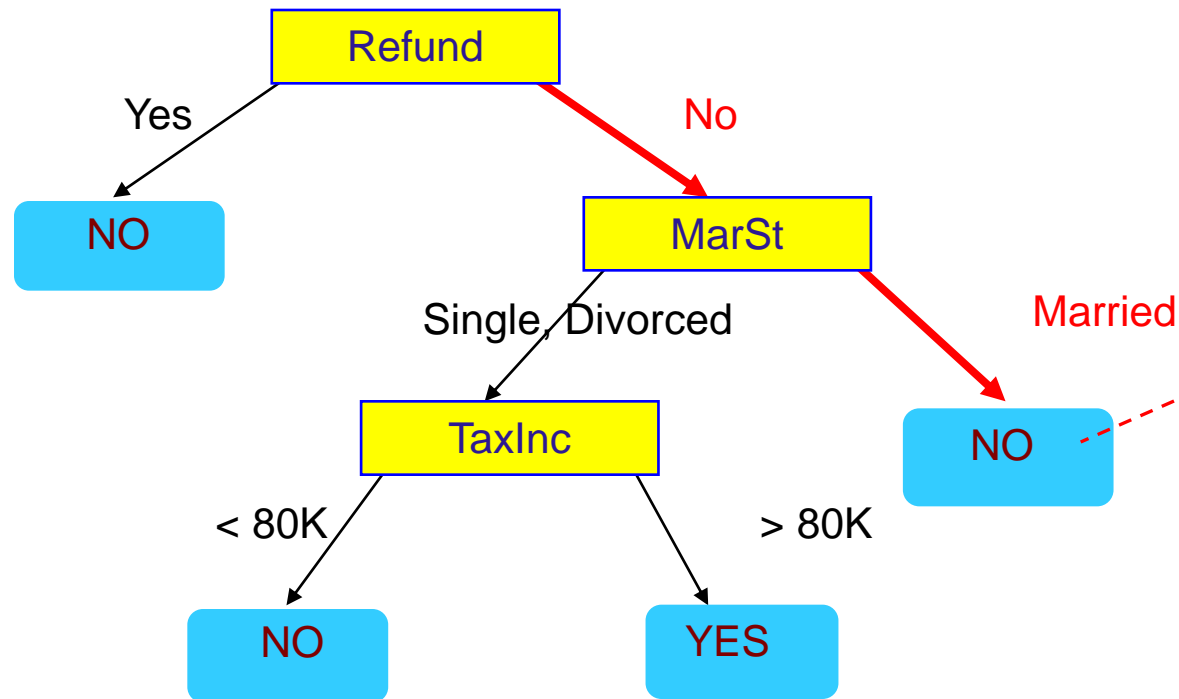 Refund
Yes
No
NO
MarSt
Single, Divorced
Married
TaxInc
NO
< 80K
> 80K
NO
YES